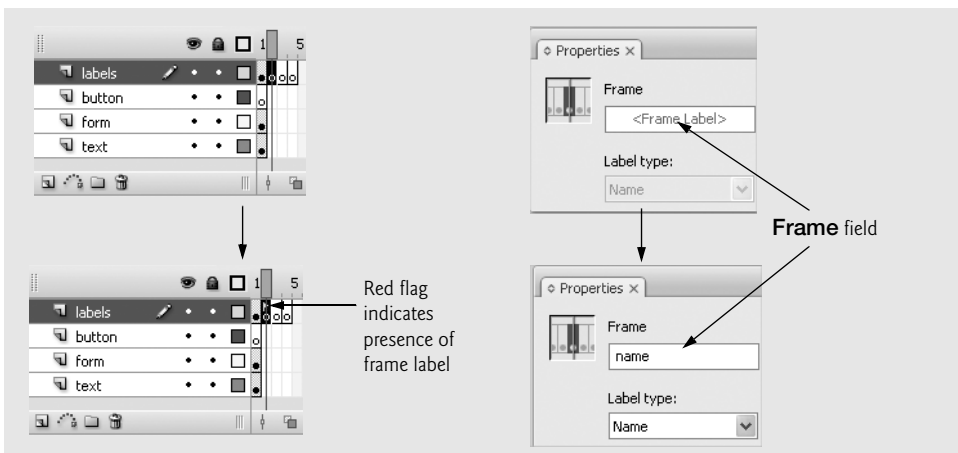 1 5
labels
button
form
text
Properties ×
Frame
<Frame Label>
Label type:
Name
Frame field
1 5
labels
button
form
text
Red flag
indicates
presence of
frame label
Properties ×
Frame
name
Label type:
Name